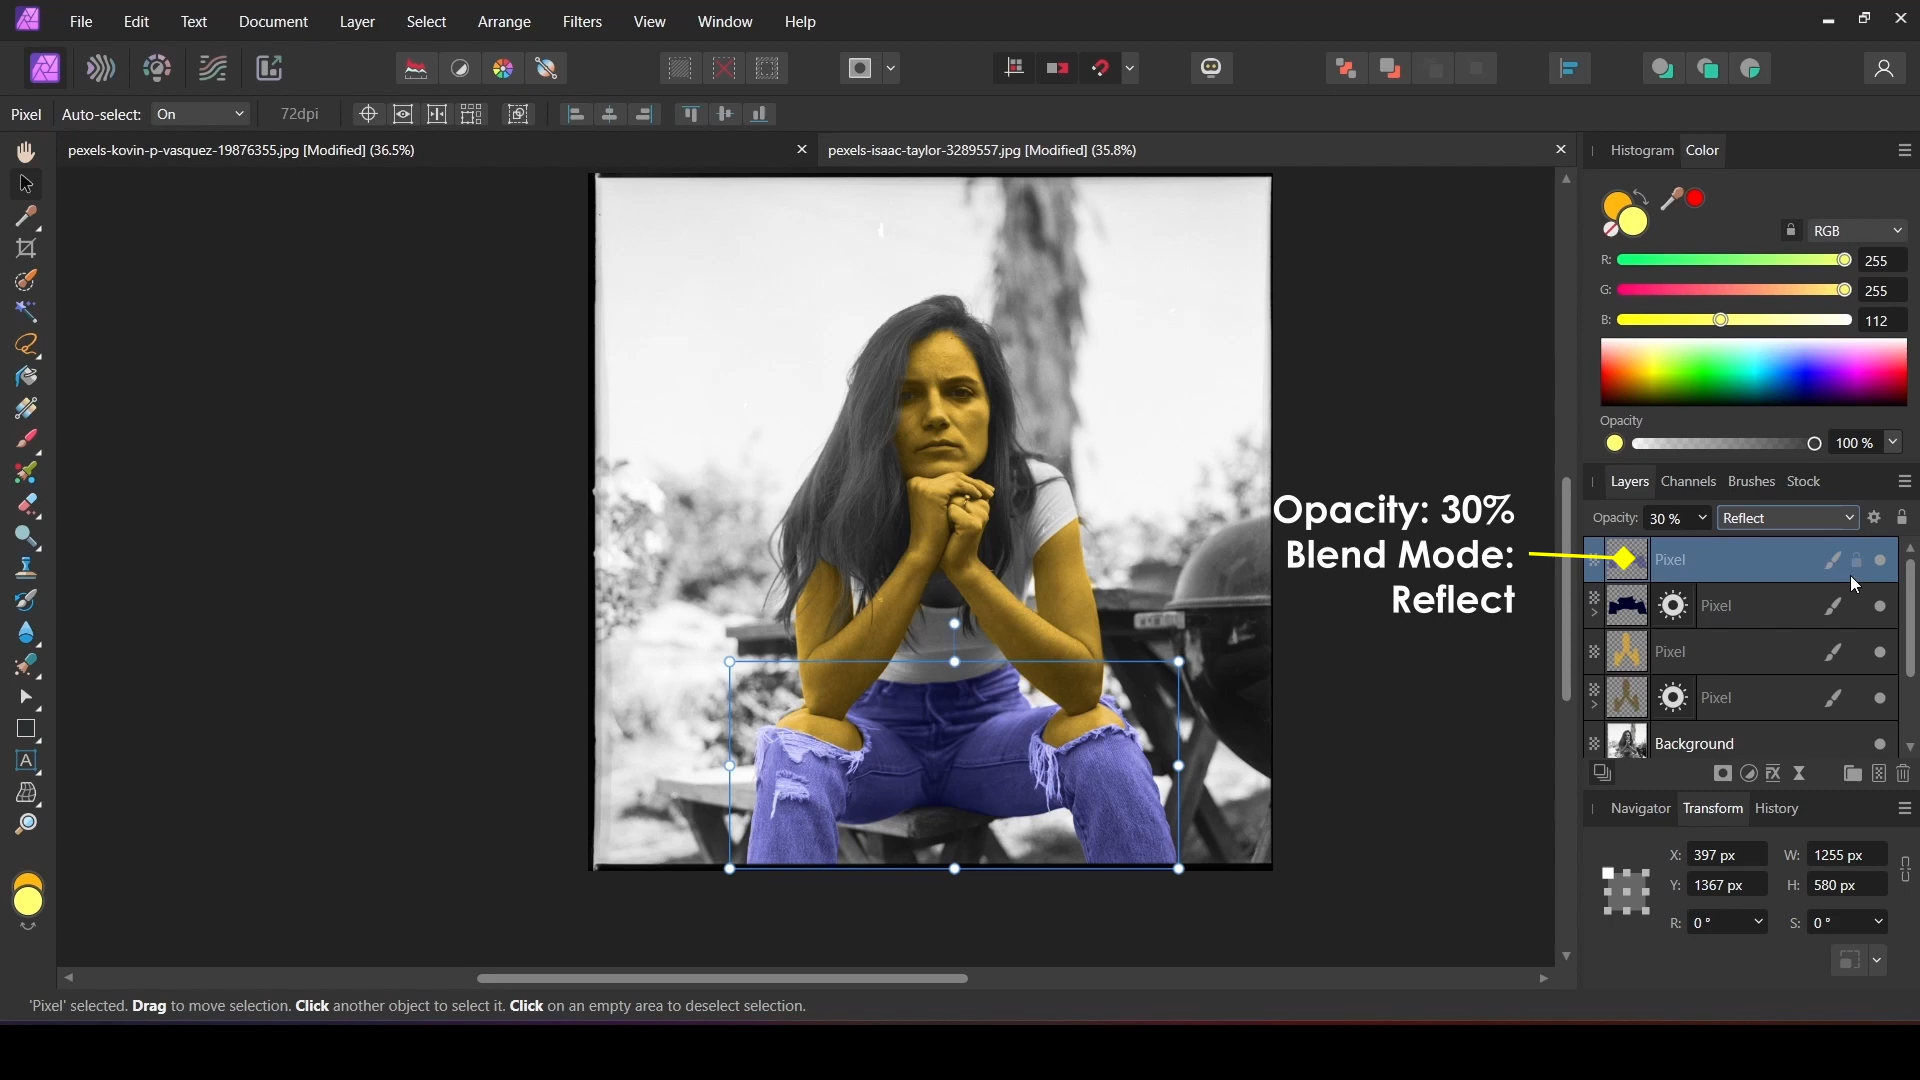 File Edit Text Document Layer Select Arrange Filters View Window Help
Pixel Auto-select: On 72dpi
pexels-kovin-p-vasquez-19876355.jpg [Modified] (36.5%)
pexels-isaac-taylor-3289557.jpg [Modified] (35.8%)
Histogram Color
RGB
R: 255
G: 255
B: 112
Opacity
100 %
Layers Channels Brushes Stock
Opacity: 30 % Reflect
Pixel
Pixel
Pixel
Pixel
Background
Opacity: 30%
Blend Mode:
Reflect
Navigator Transform History
X: 397 px W: 1255 px
Y: 1367 px H: 580 px
R: 0 ° S: 0 °
'Pixel' selected. Drag to move selection. Click another object to select it. Click on an empty area to deselect selection.